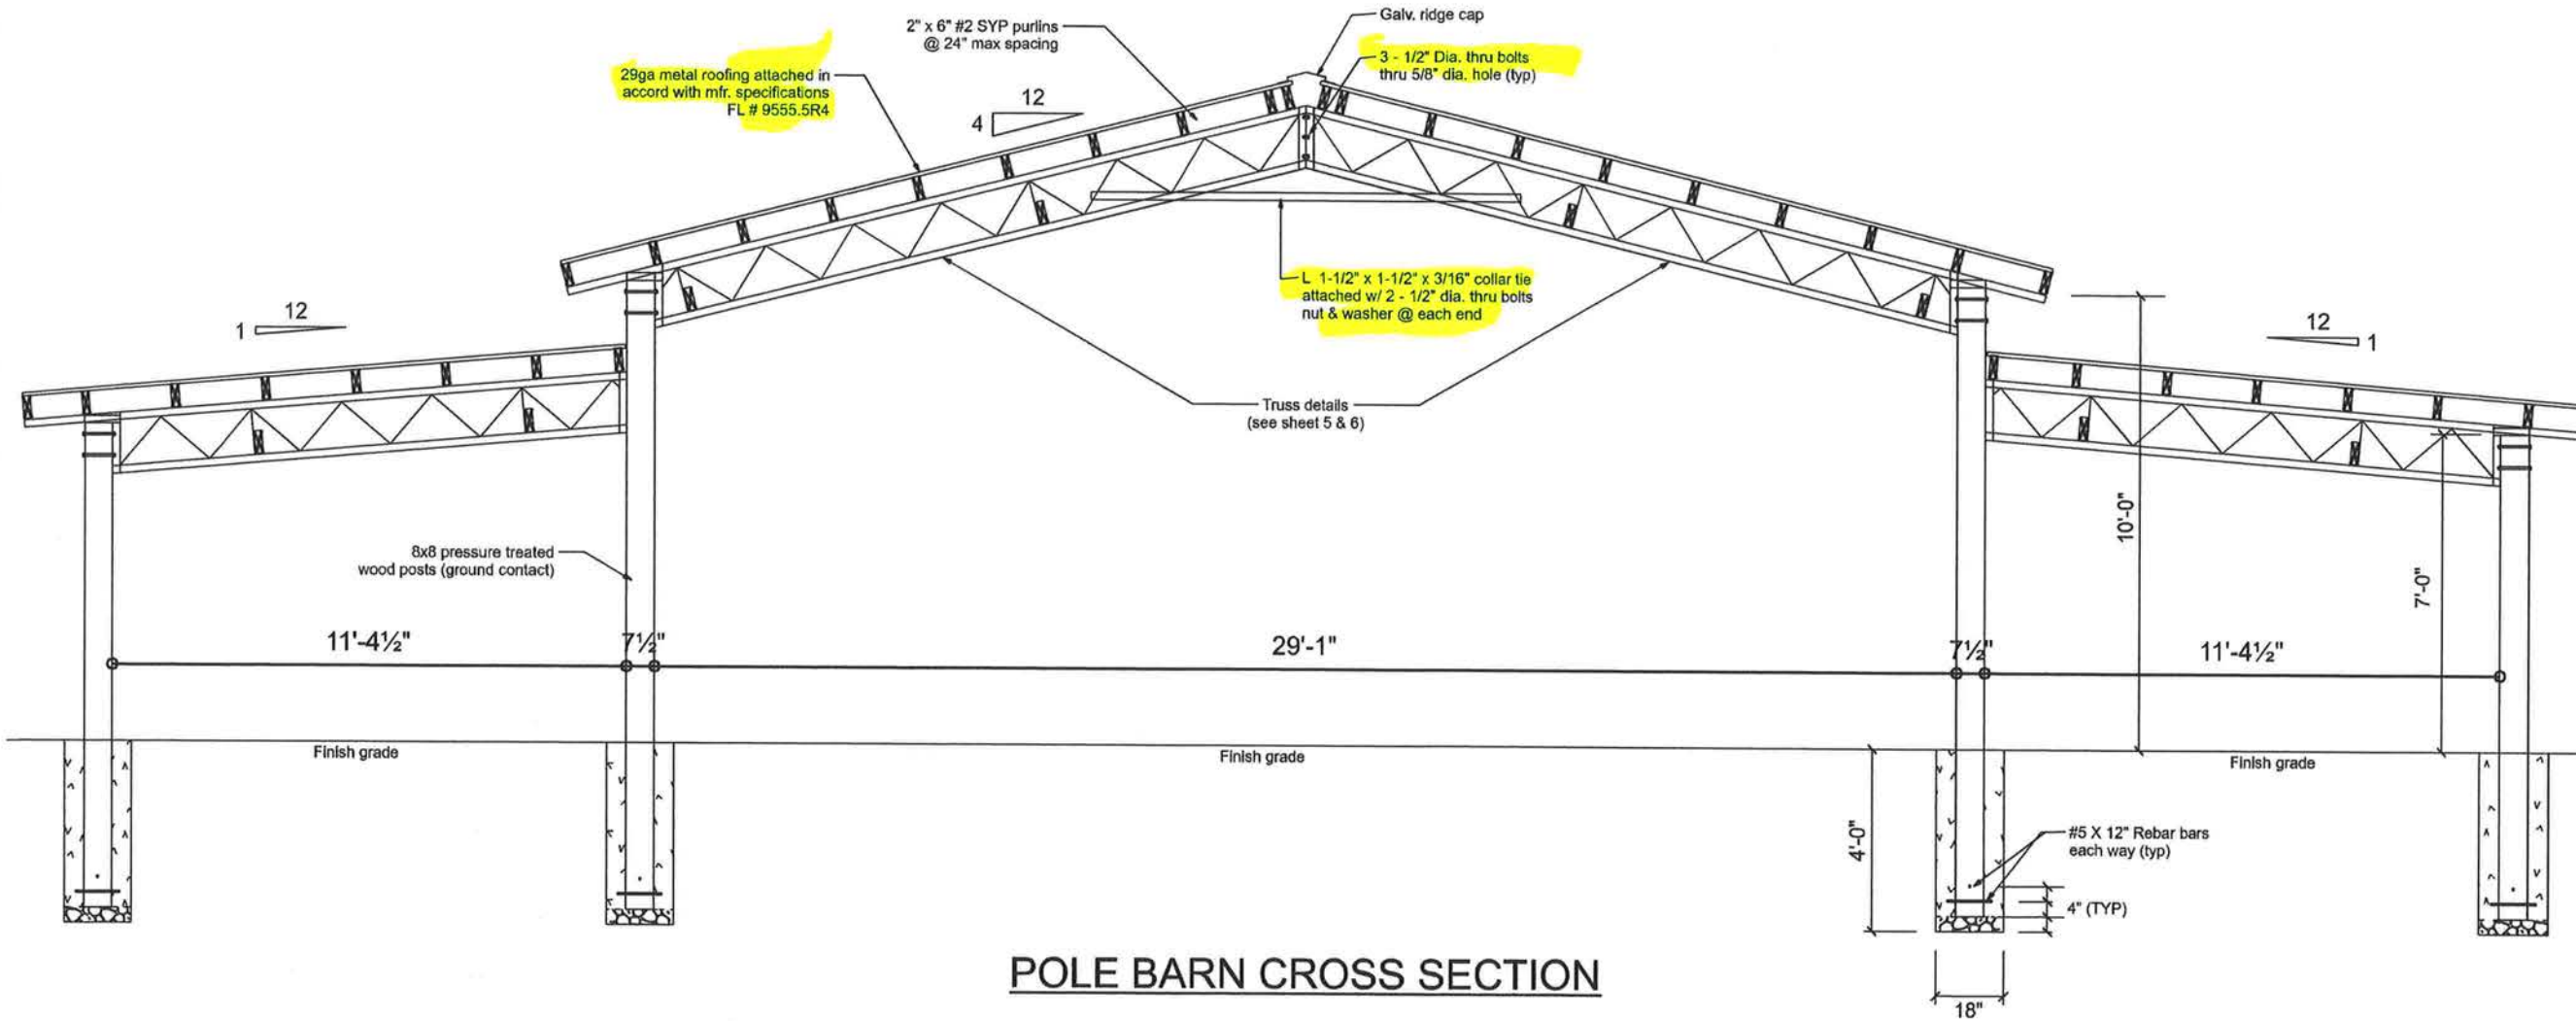 Galv. ridge cap
2" x 6" #2 SYP purlins
@ 24" max spacing
3 - 1/2" Dia. thru bolts
thru 5/8" dia. hole (typ)
29ga metal roofing attached in
accord with mfr. specifications
FL # 9555.5R4
12
4
L 1-1/2" x 1-1/2" x 3/16" collar tie
attached w/ 2 - 1/2" dia. thru bolts
nut & washer @ each end
12
1
12
1
Truss details
(see sheet 5 & 6)
10'-0"
7'-0"
8x8 pressure treated
wood posts (ground contact)
11'-4½"
7½"
29'-1"
7½"
11'-4½"
Finish grade
Finish grade
Finish grade
4'-0"
#5 X 12" Rebar bars
each way (typ)
4" (TYP)
POLE BARN CROSS SECTION
18"